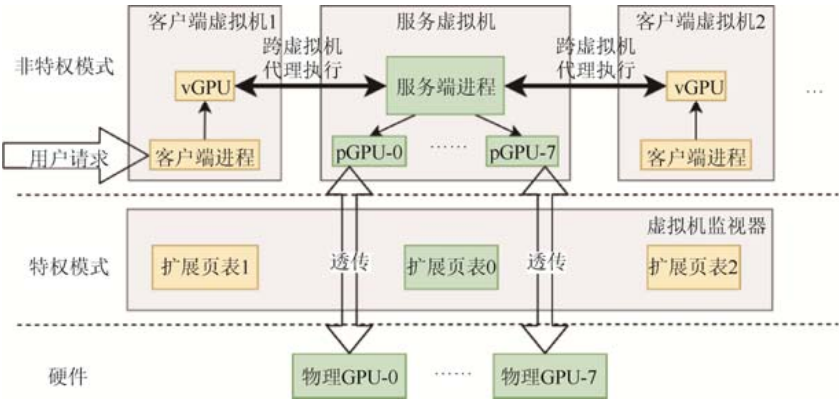 客户端虚拟机1
服务虚拟机
客户端虚拟机2
非特权模式
跨虚拟机
代理执行
跨虚拟机
代理执行
vGPU
服务端进程
vGPU
…
用户请求
客户端进程
pGPU-0
……
pGPU-7
客户端进程
虚拟机监视器
特权模式
扩展页表1
透传
扩展页表0
透传
扩展页表2
硬件
物理GPU-0
……
物理GPU-7